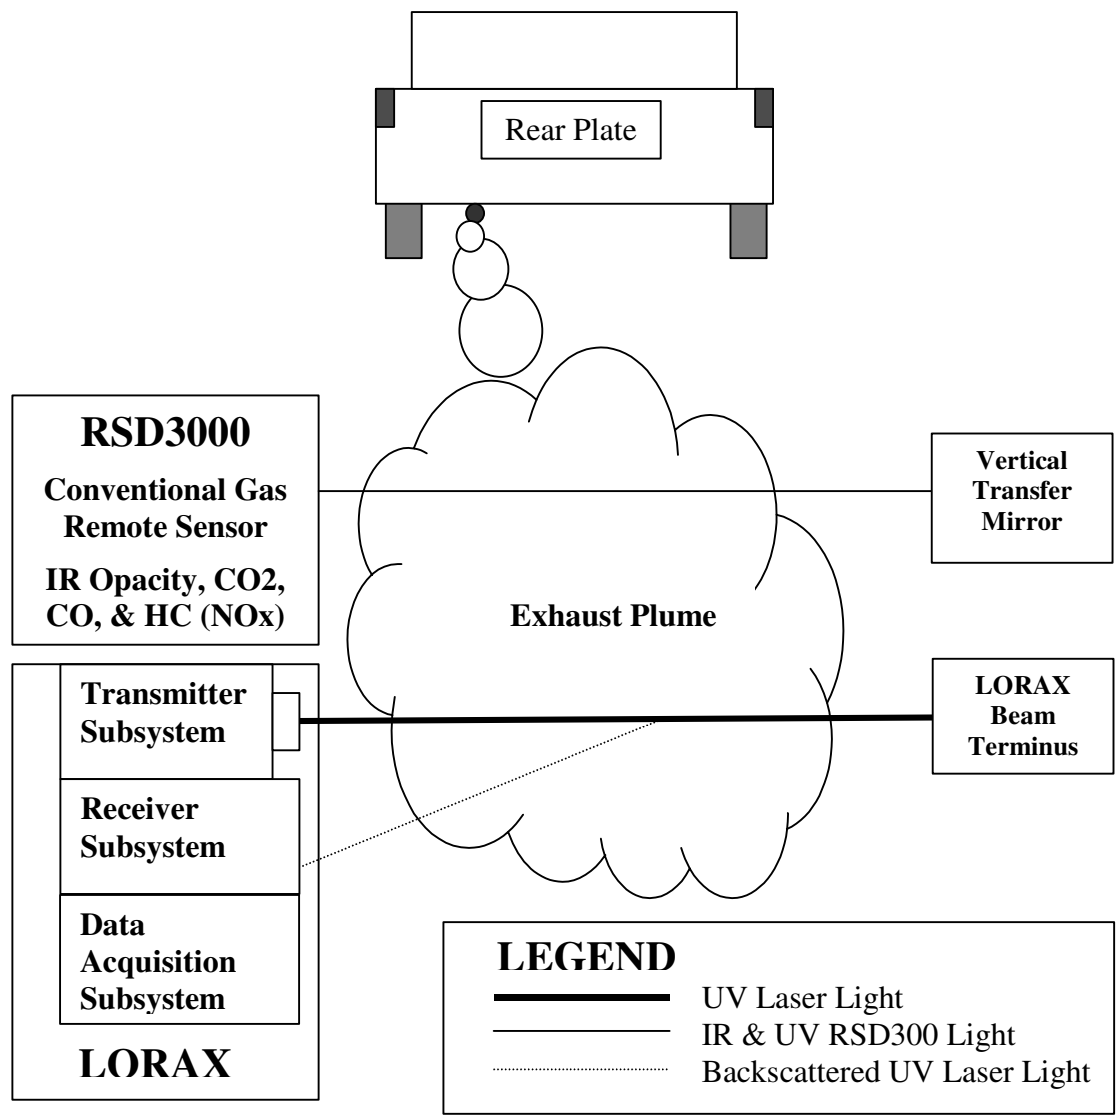 Rear Plate
RSD3000
Conventional Gas
Remote Sensor
IR Opacity, CO2,
CO, & HC (NOx)
Vertical
Transfer
Mirror
Exhaust Plume
Transmitter
Subsystem
Receiver
Subsystem
Data
Acquisition
Subsystem
LORAX
LORAX
Beam
Terminus
LEGEND
UV Laser Light
IR & UV RSD300 Light
Backscattered UV Laser Light